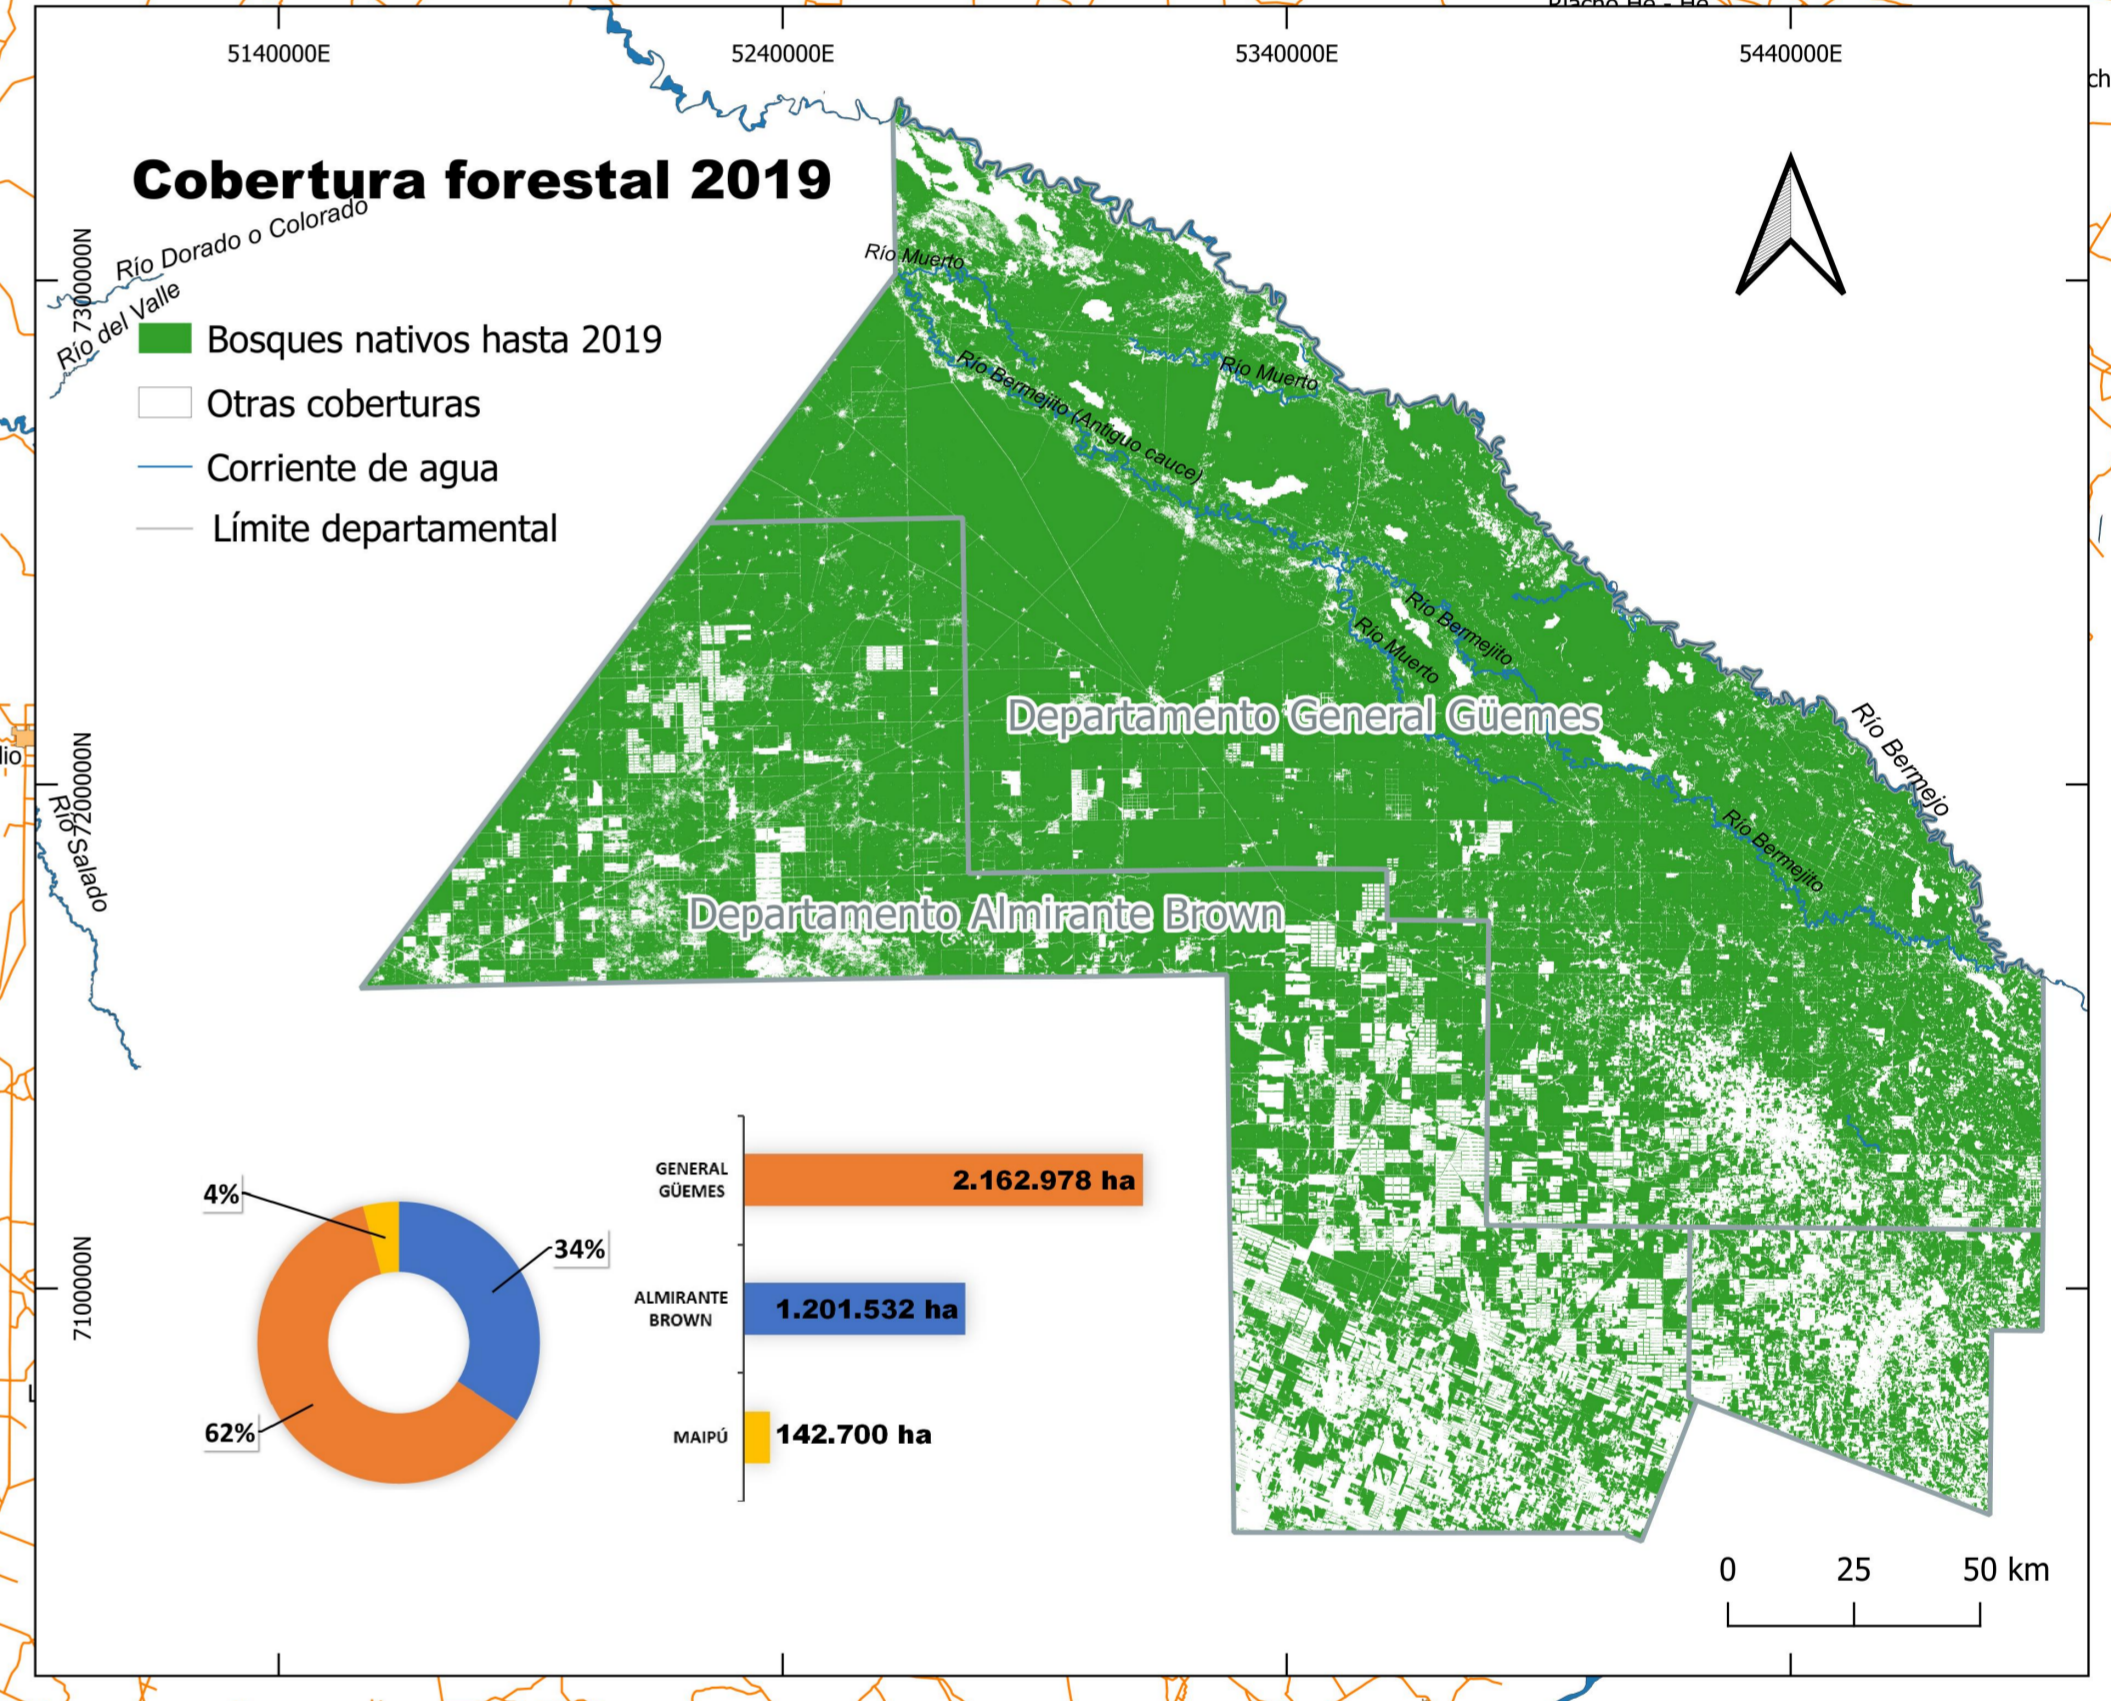 5140000E
5240000E
5340000E
5440000E
ch
Cobertura forestal 2019
Río Dorado o Colorado
Río del Valle
7300000N
Bosques nativos hasta 2019
Otras coberturas
Corriente de agua
Límite departamental
Río Muerto
Río Muerto
Río Bermejito (Antiguo cauce)
Río Bermejito
Río Muerto
Departamento General Güemes
Río Bermejo
Río Bermejito
lio
7200000N
Río Salado
Departamento Almirante Brown
GENERAL
GÜEMES
2.162.978 ha
4%
34%
ALMIRANTE
BROWN
1.201.532 ha
7100000N
62%
MAIPÚ
142.700 ha
0
25
50 km